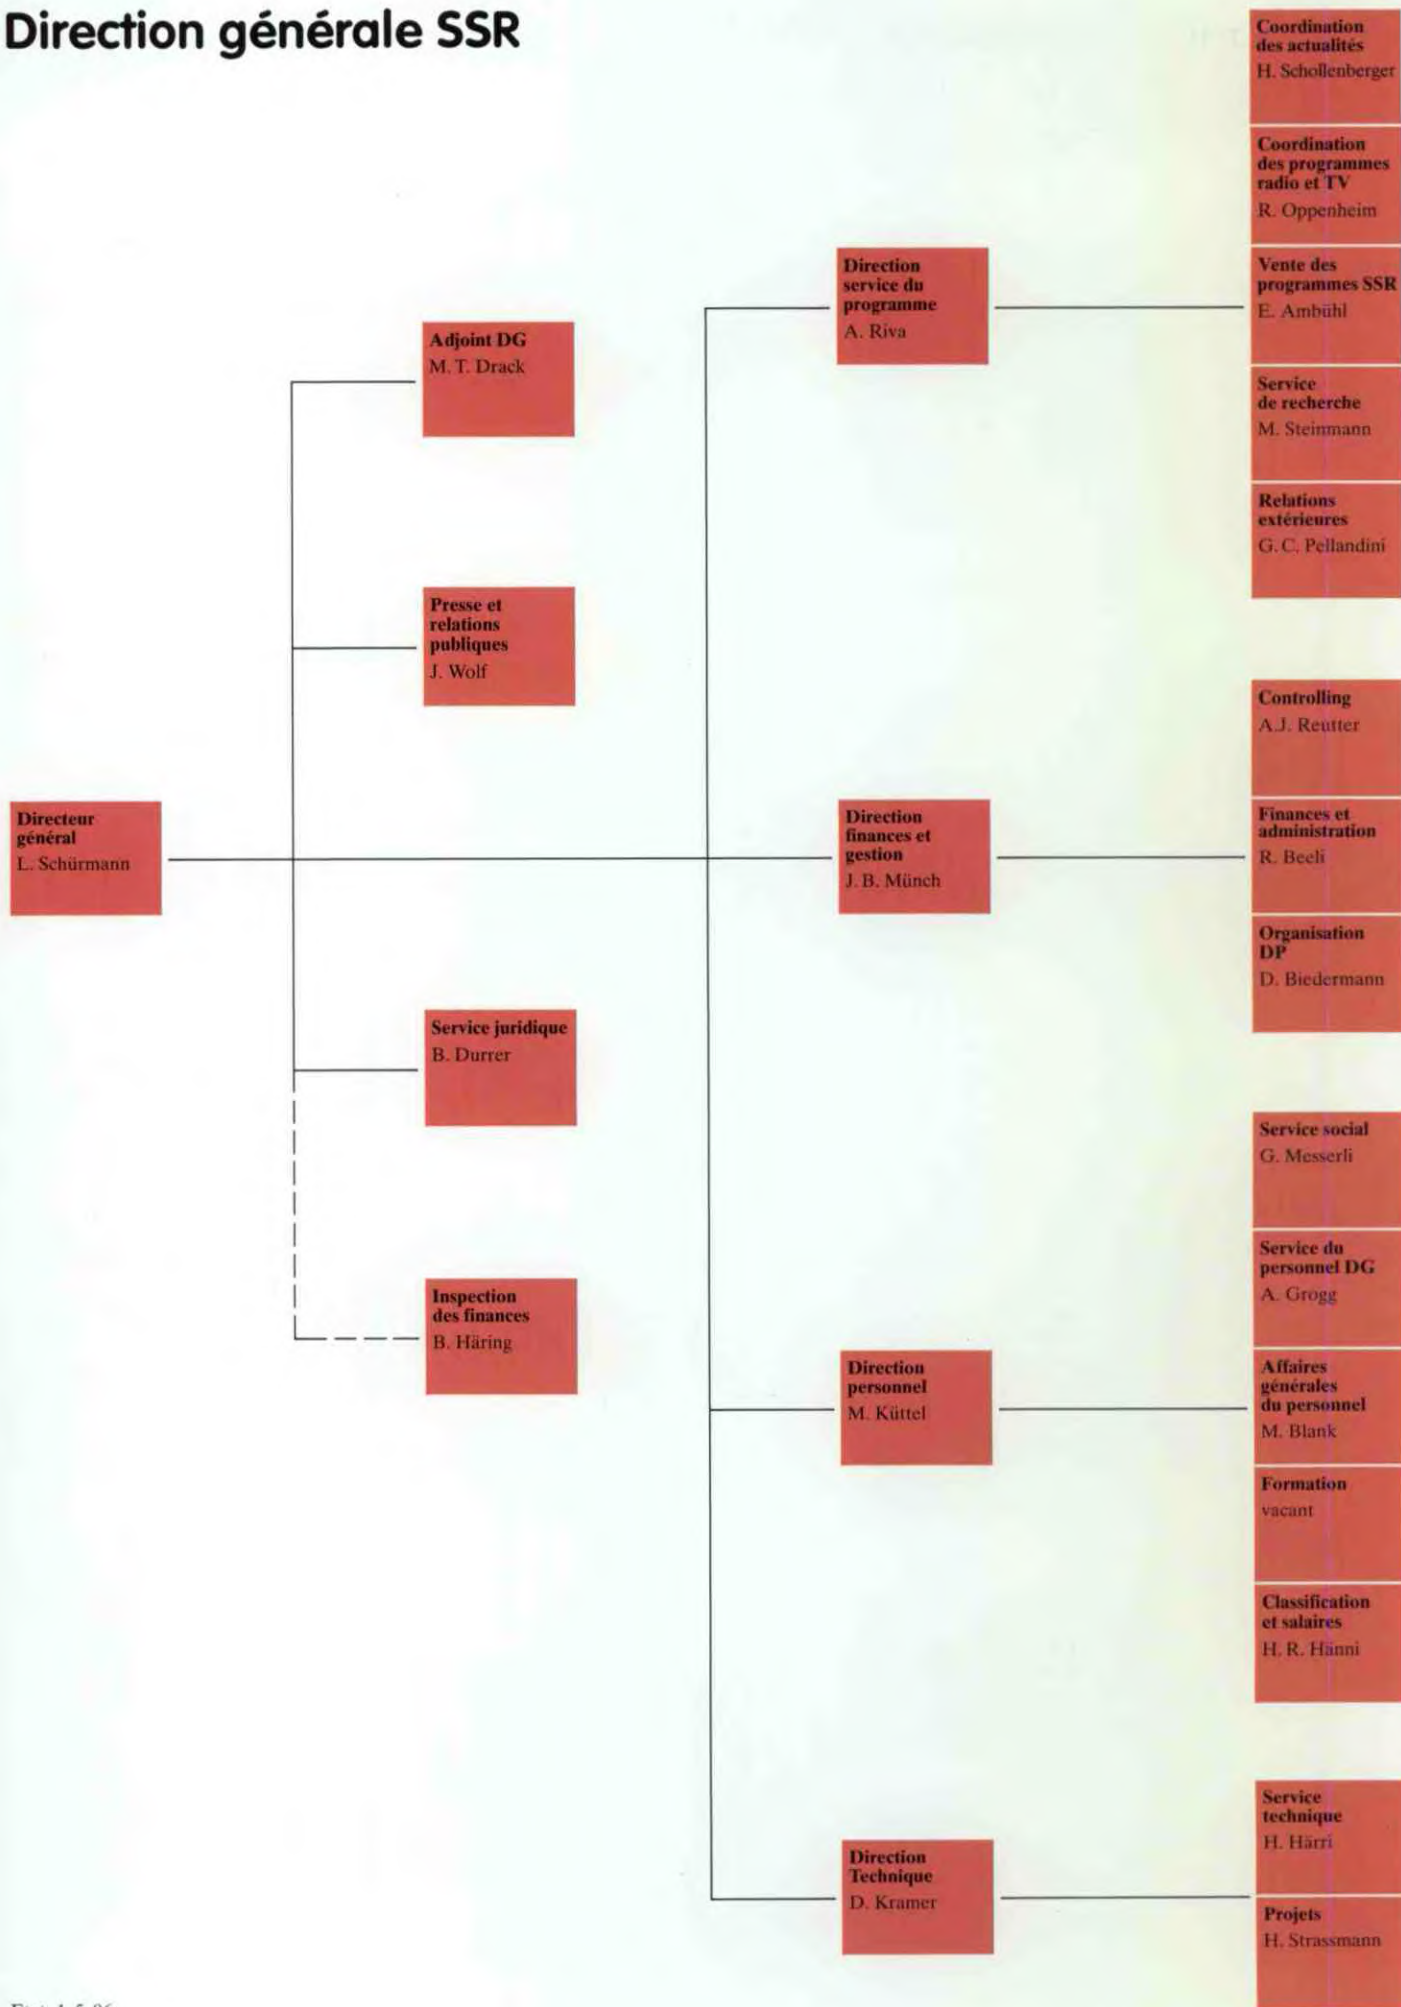 Direction générale SSR
Coordination
des actualités
H. Schollenberger
Coordination
des programmes
radio et TV
R. Oppenheim
Vente des
programmes SSR
E. Ambühl
Service
de recherche
M. Steinmann
Relations
extérieures
G. C. Pellandini
Direction
service du
programme
A. Riva
Adjoint DG
M. T. Drack
Presse et
relations
publiques
J. Wolf
Directeur
général
L. Schürmann
Direction
finances et
gestion
J. B. Münch
Controlling
A.J. Reutter
Finances et
administration
R. Beeli
Organisation
DP
D. Biedermann
Service juridique
B. Durrer
Inspection
des finances
B. Häring
Direction
personnel
M. Küttel
Service social
G. Messerli
Service du
personnel DG
A. Grogg
Affaires
générales
du personnel
M. Blank
Formation
vacant
Classification
et salaires
H. R. Hänni
Direction
Technique
D. Kramer
Service
technique
H. Härri
Projets
H. Strassmann